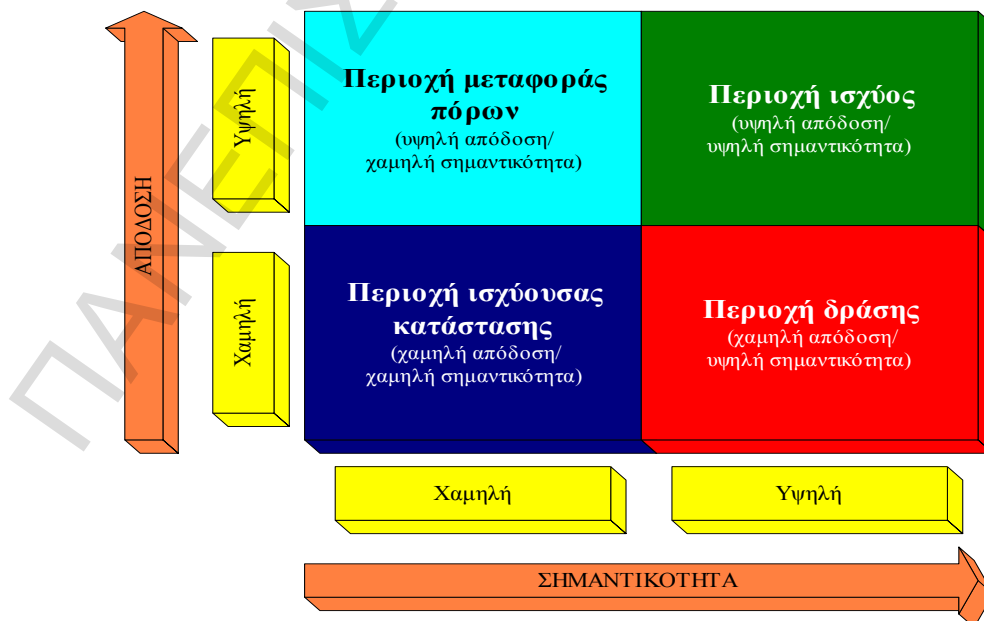 ΠΑΝΕΠΙΣ
ΑΠΟΔΟΣΗ
Υψηλή
Χαμηλή
Περιοχή μεταφοράς
πόρων
(υψηλή απόδοση/
χαμηλή σημαντικότητα)
Περιοχή ισχύος
(υψηλή απόδοση/
υψηλή σημαντικότητα)
Περιοχή ισχύουσας
κατάστασης
(χαμηλή απόδοση/
χαμηλή σημαντικότητα)
Περιοχή δράσης
(χαμηλή απόδοση/
υψηλή σημαντικότητα)
Χαμηλή
Υψηλή
ΣΗΜΑΝΤΙΚΟΤΗΤΑ